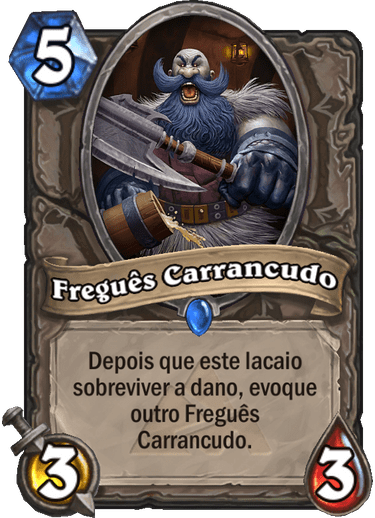 5
Freguês Carrancudo
Depois que este lacaio
sobreviver a dano, evoque
outro Freguês
Carrancudo.
3
3